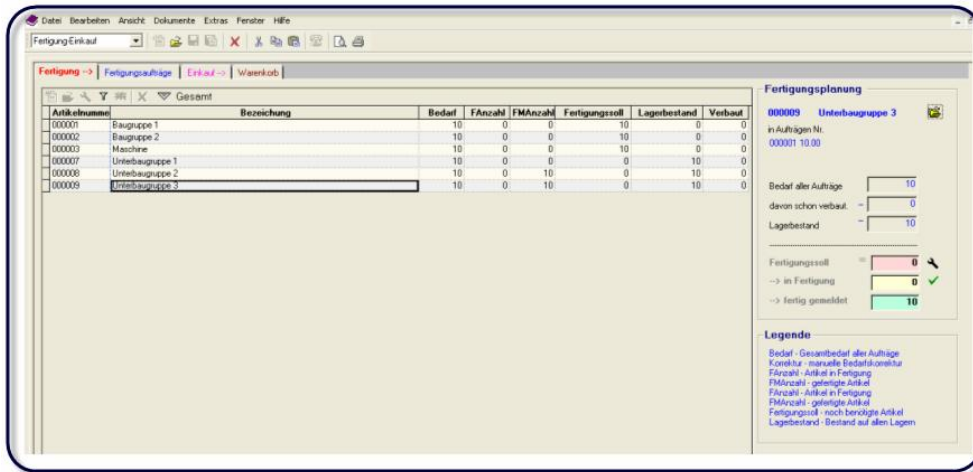 Datei Bearbeiten Ansicht Dokumente Extras Fenster Hilfe
Fertigung-Einkauf
Fertigung --> Fertigungsaufträge Einkauf --> Warenkorb
Gesamt
Artikelnumme Bezeichung Bedarf FAnzahl FMAnzahl Fertigungssoll Lagerbestand Verbaut
000001 Baugruppe 1 10 0 0 10 0 0
000002 Baugruppe 2 10 0 0 10 0 0
000003 Maschine 10 0 0 10 0 0
000007 Unterbaugruppe 1 10 0 0 0 10 0
000008 Unterbaugruppe 2 10 0 10 0 10 0
000009 Unterbaugruppe 3 10 0 10 0 10 0
Fertigungsplanung
000009 Unterbaugruppe 3
in Aufträgen Nr.
000001 10.00
Bedarf aller Aufträge 10
davon schon verbaut. - 0
Lagerbestand - 10
Fertigungssoll = 0
--> in Fertigung 0
--> fertig gemeldet 10
Legende
Bedarf - Gesamtbedarf aller Aufträge
Korrektur - manuelle Bedarfskorrektur
FAnzahl - Artikel in Fertigung
FMAnzahl - gefertigte Artikel
FAnzahl - Artikel in Fertigung
FMAnzahl - gefertigte Artikel
Fertigungssoll - noch benötigte Artikel
Lagerbestand - Bestand auf allen Lagern